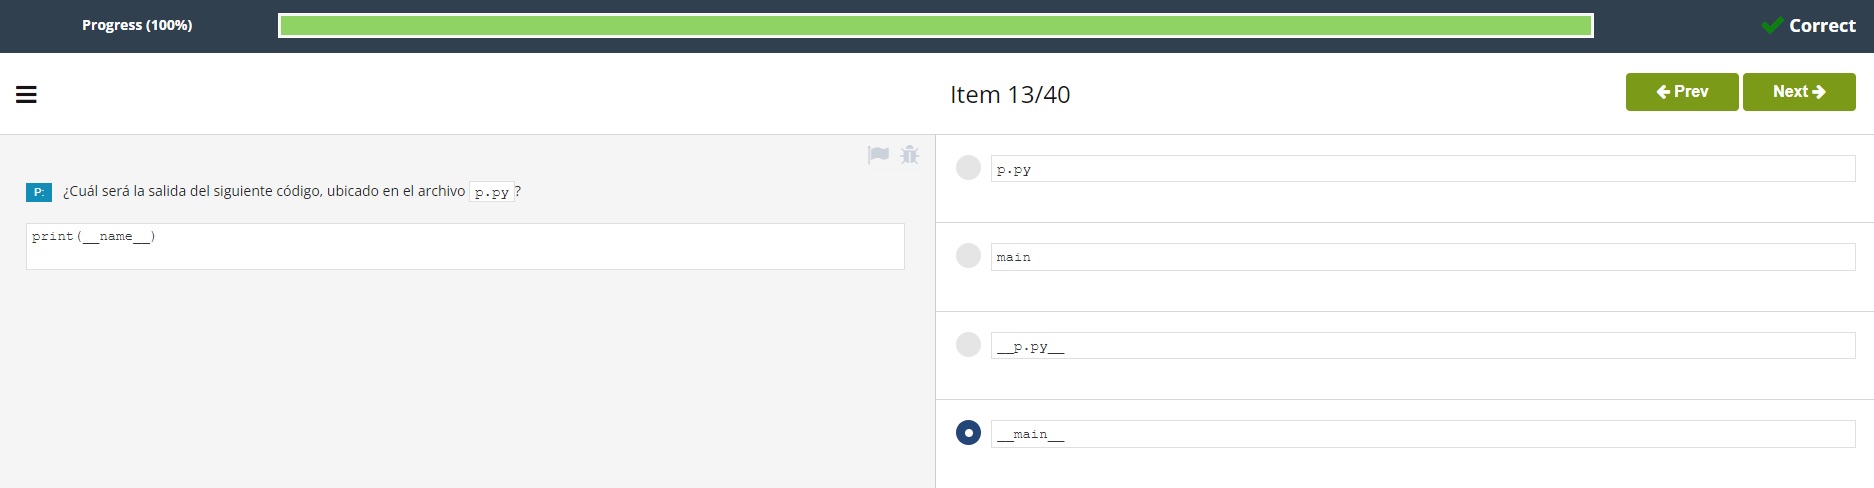 Progress (100%)
Correct
Item 13/40
Prev
Next
P: ¿Cuál será la salida del siguiente código, ubicado en el archivo p.py?
print(__name__)
p.py
main
__p.py__
__main__